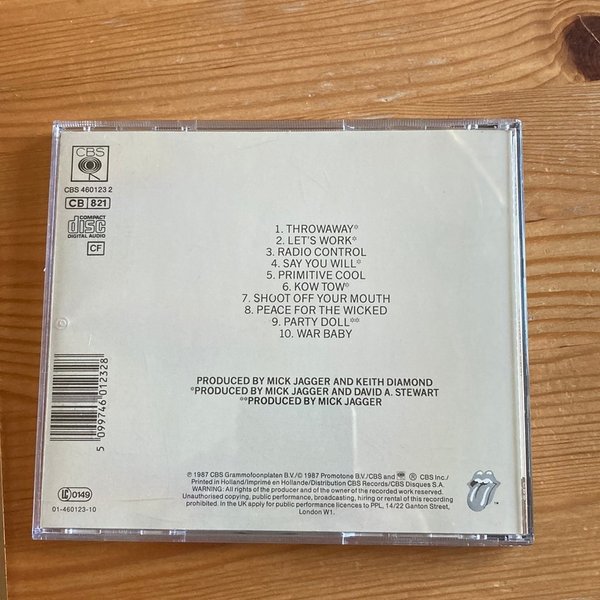 CBS
CBS 460123 2
CB 821
COMPACT
disc
DIGITAL AUDIO
CF
1. THROWAWAY*
2. LET'S WORK*
3. RADIO CONTROL
4. SAY YOU WILL*
5. PRIMITIVE COOL
6. KOW TOW*
7. SHOOT OFF YOUR MOUTH
8. PEACE FOR THE WICKED
9. PARTY DOLL**
10. WAR BABY
PRODUCED BY MICK JAGGER AND KEITH DIAMOND
*PRODUCED BY MICK JAGGER AND DAVID A. STEWART
**PRODUCED BY MICK JAGGER
5 099746 012328
LC 0149
01-460123-10
℗ 1987 CBS Grammofoonplaten B.V./© 1987 Promotone B.V./CBS and ® CBS Inc./
Printed in Holland/Imprimé en Hollande/Distribution CBS Records/CBS Disques S.A.
WARNING: All rights of the producer and of the owner of the recorded work reserved.
Unauthorised copying, public performance, broadcasting, hiring or rental of this recording
prohibited. In the UK apply for public performance licences to PPL, 14/22 Ganton Street,
London W1.
TM